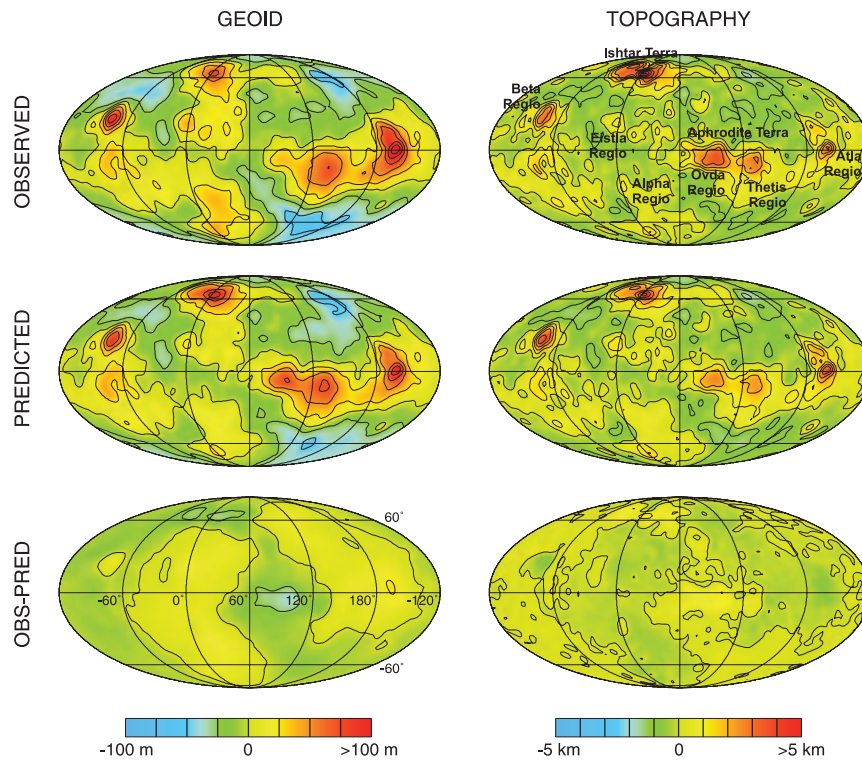 GEOID
TOPOGRAPHY
OBSERVED
Ishtar Terra
Beta
Regio
Eistla
Regio
Aphrodite Terra
Atla
Regio
Alpha
Regio
Ovda
Regio
Thetis
Regio
PREDICTED
OBS-PRED
60°
-60° 0° 60° 120° 180° -120°
-60°
-100 m 0 >100 m
-5 km 0 >5 km